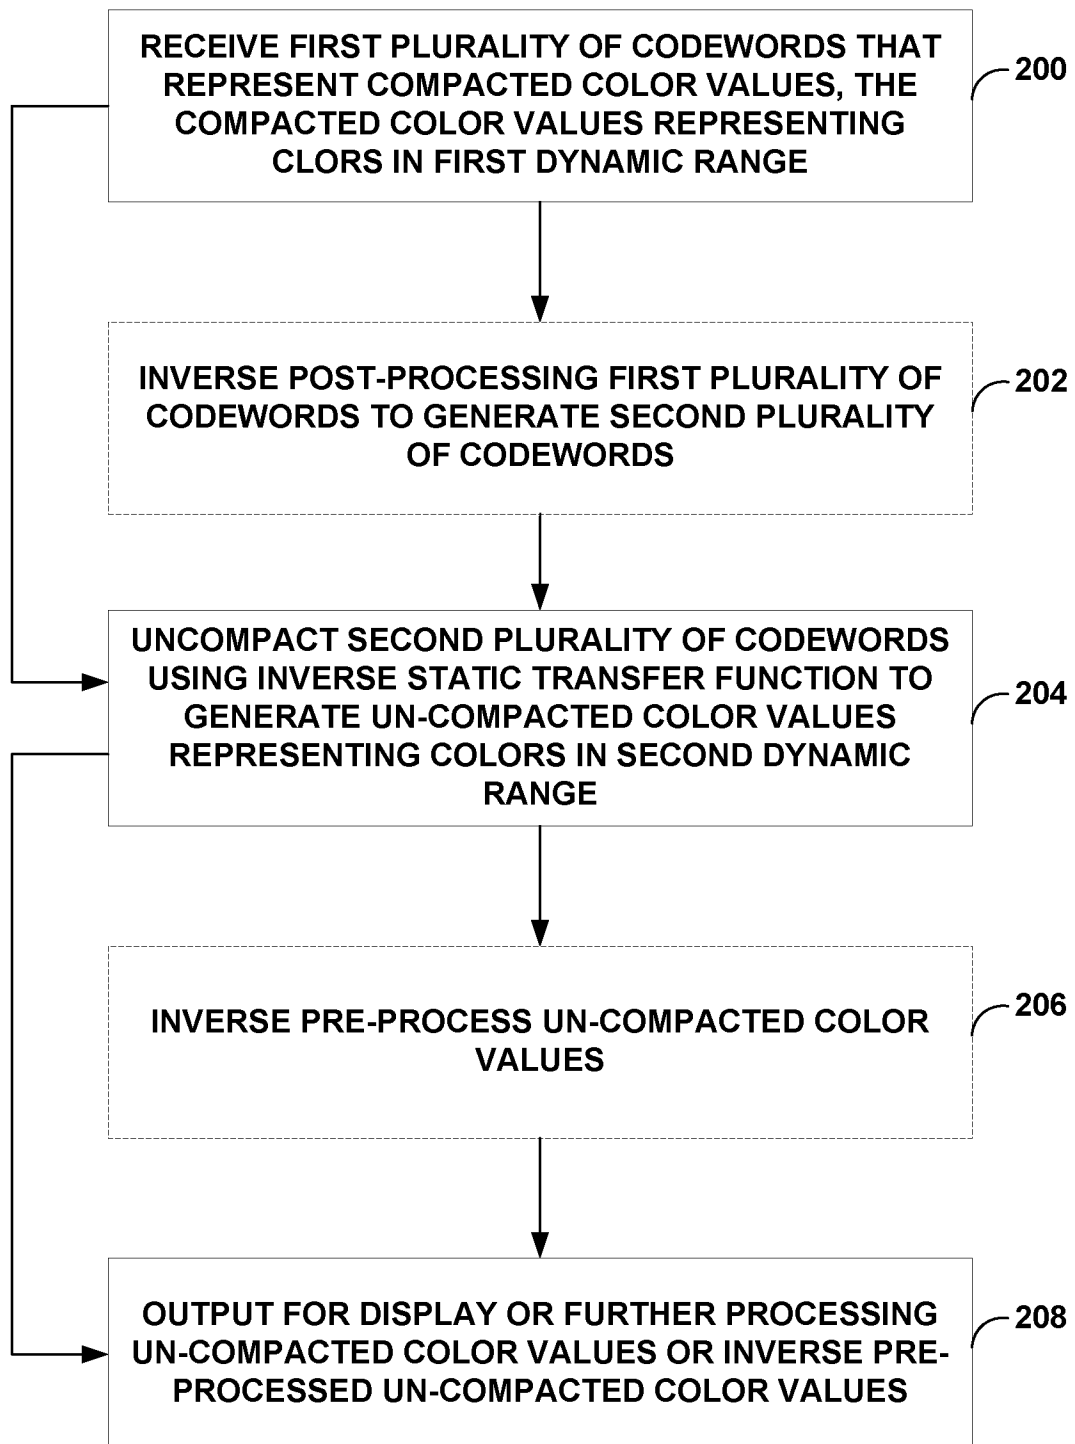 RECEIVE FIRST PLURALITY OF CODEWORDS THAT
REPRESENT COMPACTED COLOR VALUES, THE
COMPACTED COLOR VALUES REPRESENTING
CLORS IN FIRST DYNAMIC RANGE
200
INVERSE POST-PROCESSING FIRST PLURALITY OF
CODEWORDS TO GENERATE SECOND PLURALITY
OF CODEWORDS
202
UNCOMPACT SECOND PLURALITY OF CODEWORDS
USING INVERSE STATIC TRANSFER FUNCTION TO
GENERATE UN-COMPACTED COLOR VALUES
REPRESENTING COLORS IN SECOND DYNAMIC
RANGE
204
INVERSE PRE-PROCESS UN-COMPACTED COLOR
VALUES
206
OUTPUT FOR DISPLAY OR FURTHER PROCESSING
UN-COMPACTED COLOR VALUES OR INVERSE PRE-
PROCESSED UN-COMPACTED COLOR VALUES
208